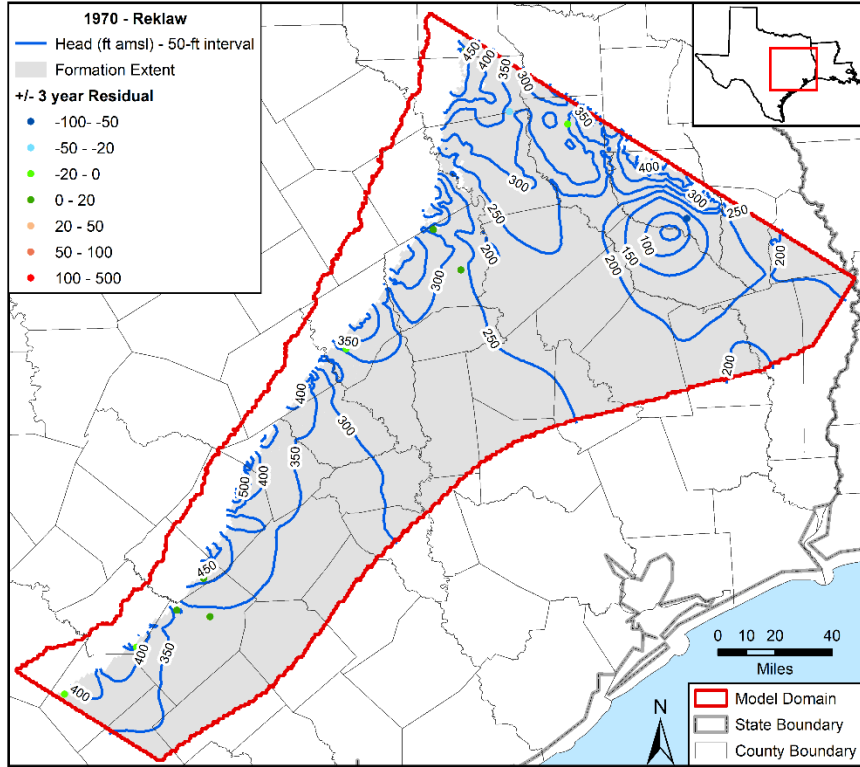 1970 - Reklaw
Head (ft amsl) - 50-ft interval
Formation Extent
+/- 3 year Residual
-100- -50
-50 - -20
-20 - 0
0 - 20
20 - 50
50 - 100
100 - 500
450
400
350
300
350
400
300
250
300
250
200
100
150
200
200
300
250
350
200
400
300
350
400
500
450
400
350
400
0 10 20 40
Miles
N
Model Domain
State Boundary
County Boundary